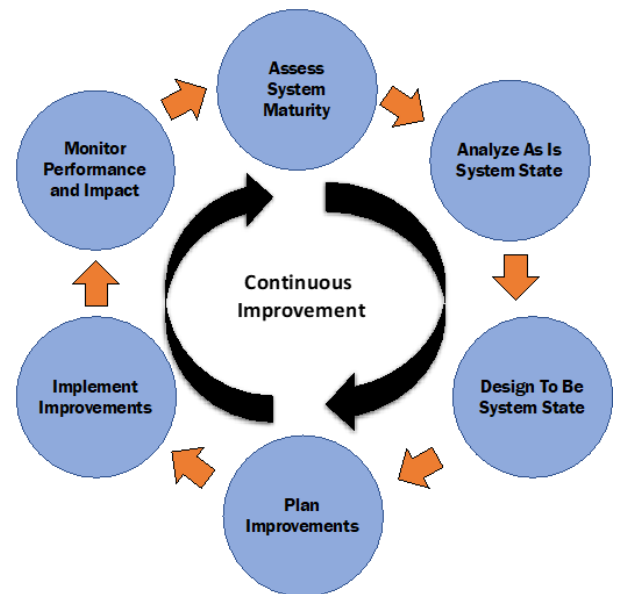 Assess
System
Maturity
Analyze As Is
System State
Design To Be
System State
Plan
Improvements
Implement
Improvements
Monitor
Performance
and Impact
Continuous
Improvement